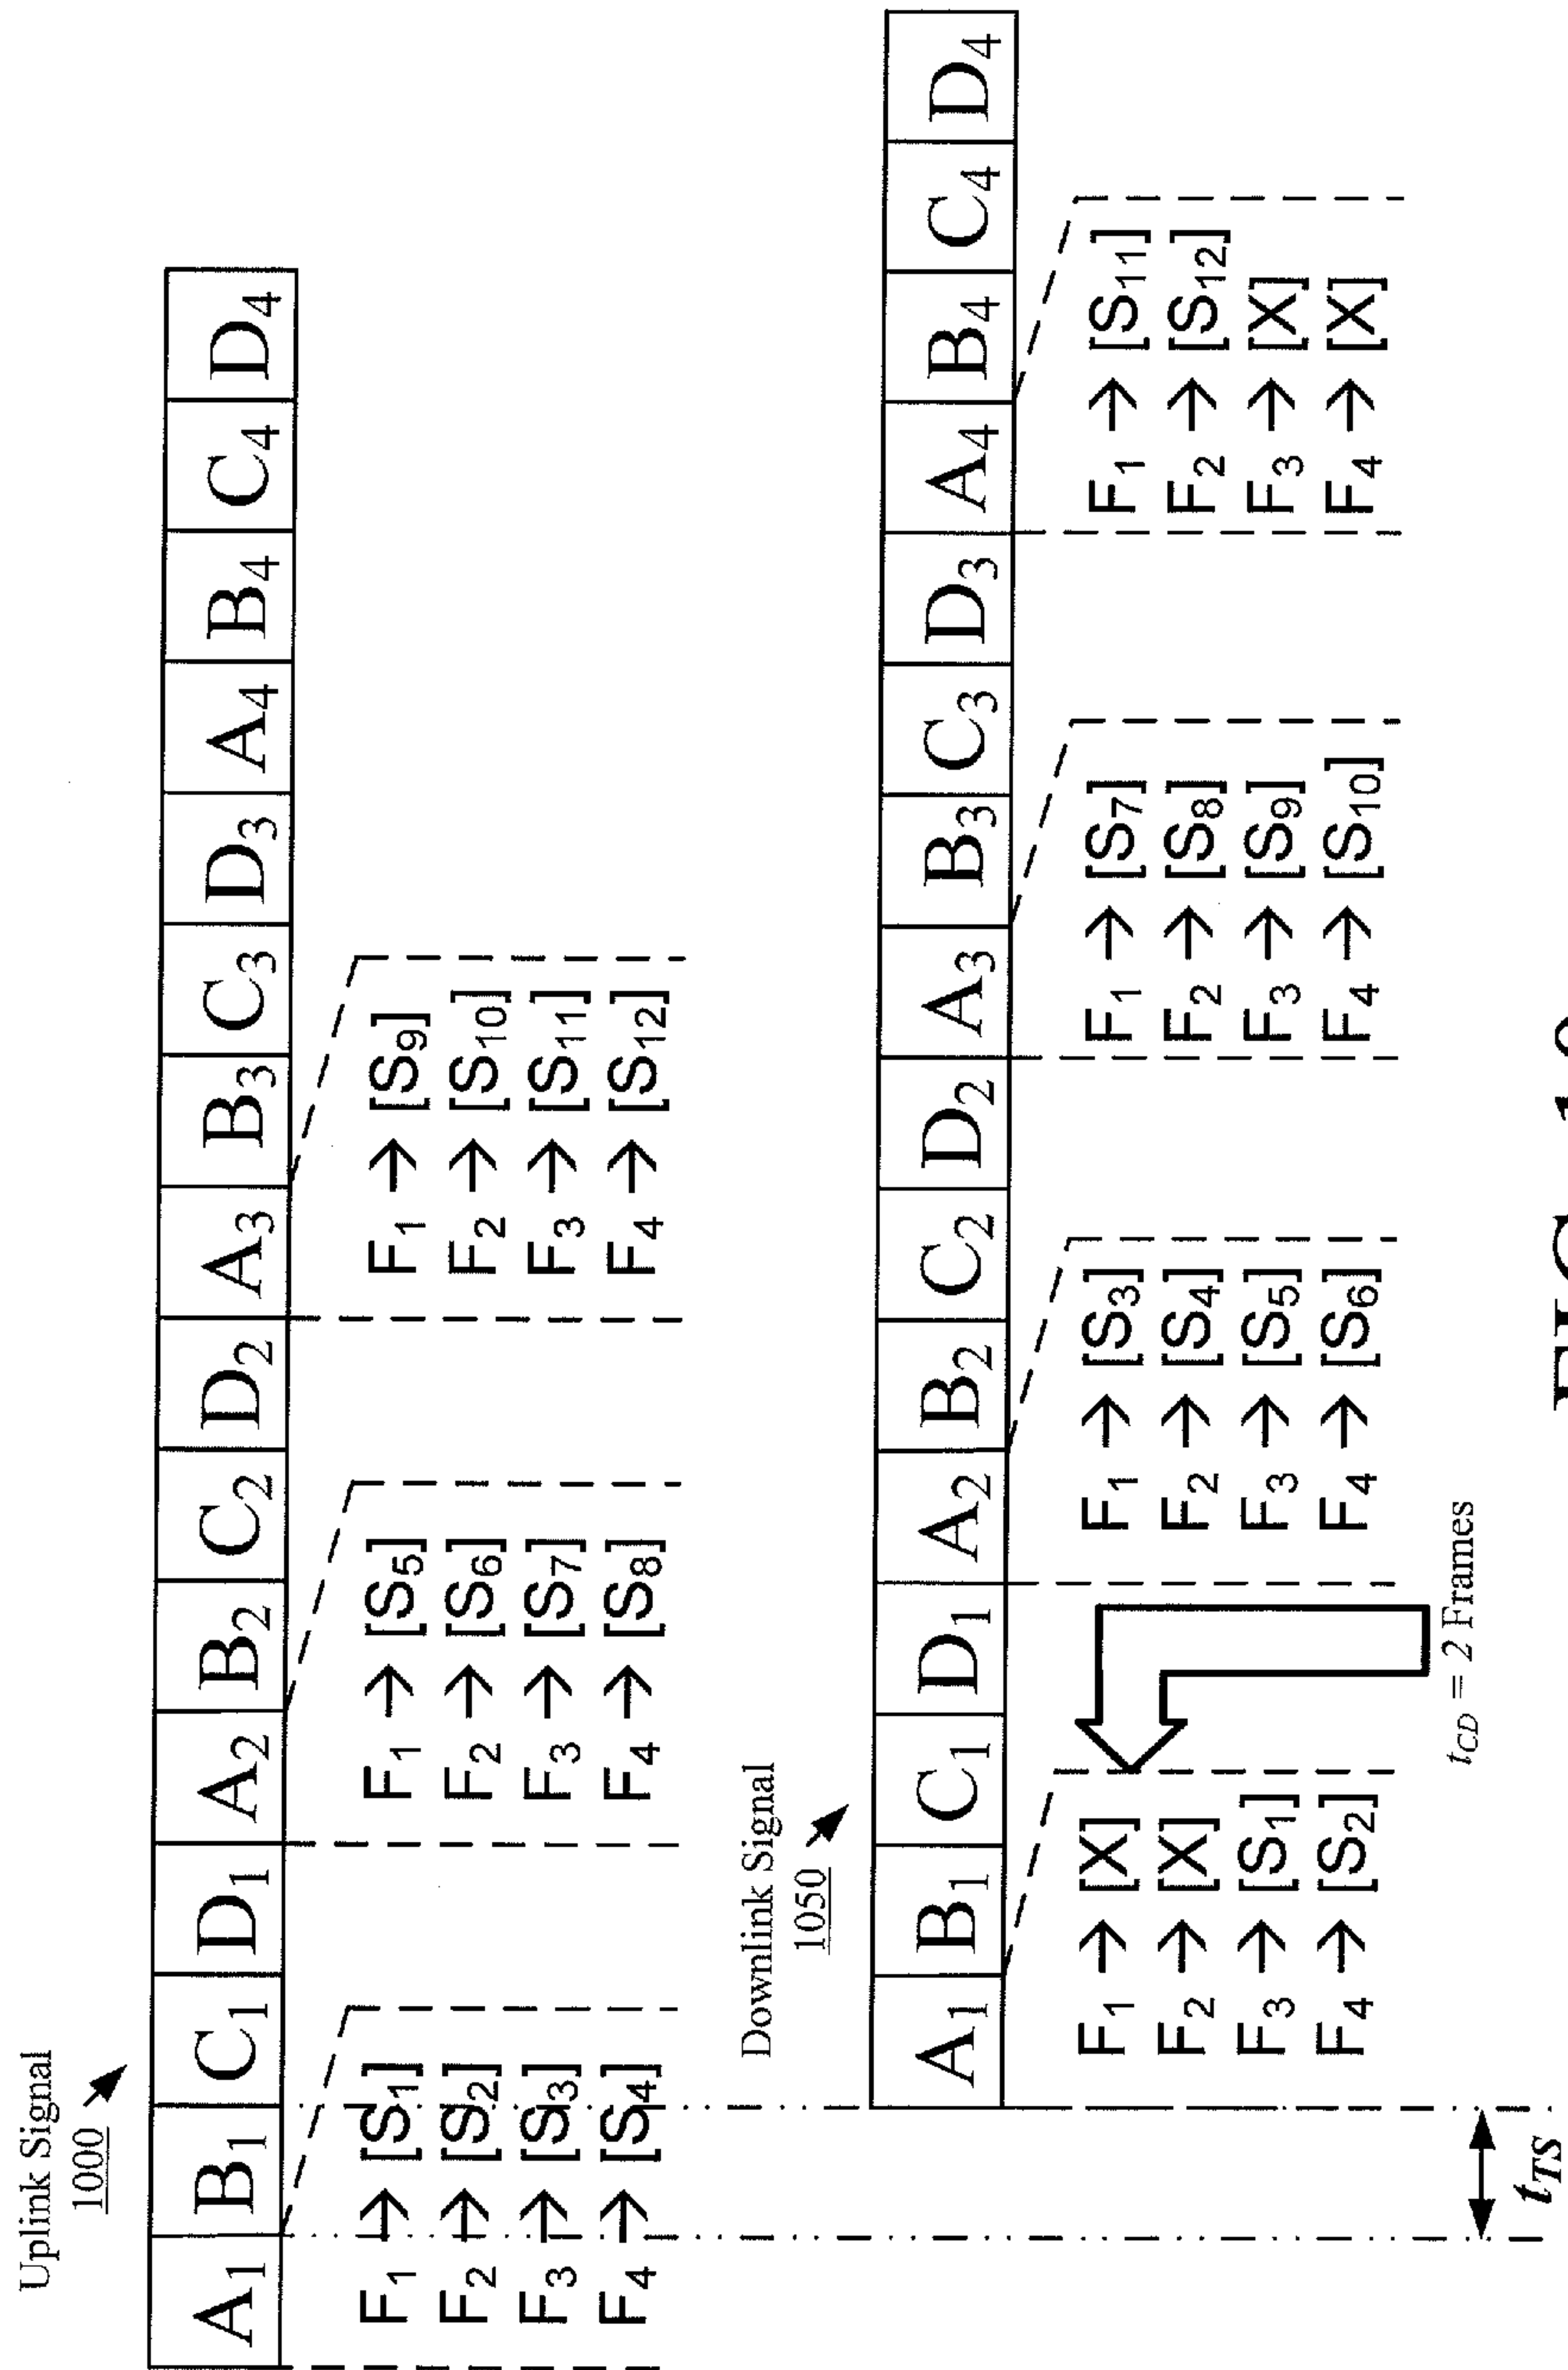 Uplink Signal
1000
A1 B1 C1 D1 A2 B2 C2 D2 A3 B3 C3 D3 A4 B4 C4 D4
F1 → [S1]
F2 → [S2]
F3 → [S3]
F4 → [S4]
F1 → [S5]
F2 → [S6]
F3 → [S7]
F4 → [S8]
F1 → [S9]
F2 → [S10]
F3 → [S11]
F4 → [S12]
Downlink Signal
1050
A1 B1 C1 D1 A2 B2 C2 D2 A3 B3 C3 D3 A4 B4 C4 D4
F1 → [X]
F2 → [X]
F3 → [S1]
F4 → [S2]
F1 → [S3]
F2 → [S4]
F3 → [S5]
F4 → [S6]
F1 → [S7]
F2 → [S8]
F3 → [S9]
F4 → [S10]
F1 → [S11]
F2 → [S12]
F3 → [X]
F4 → [X]
tCD = 2 Frames
tTS